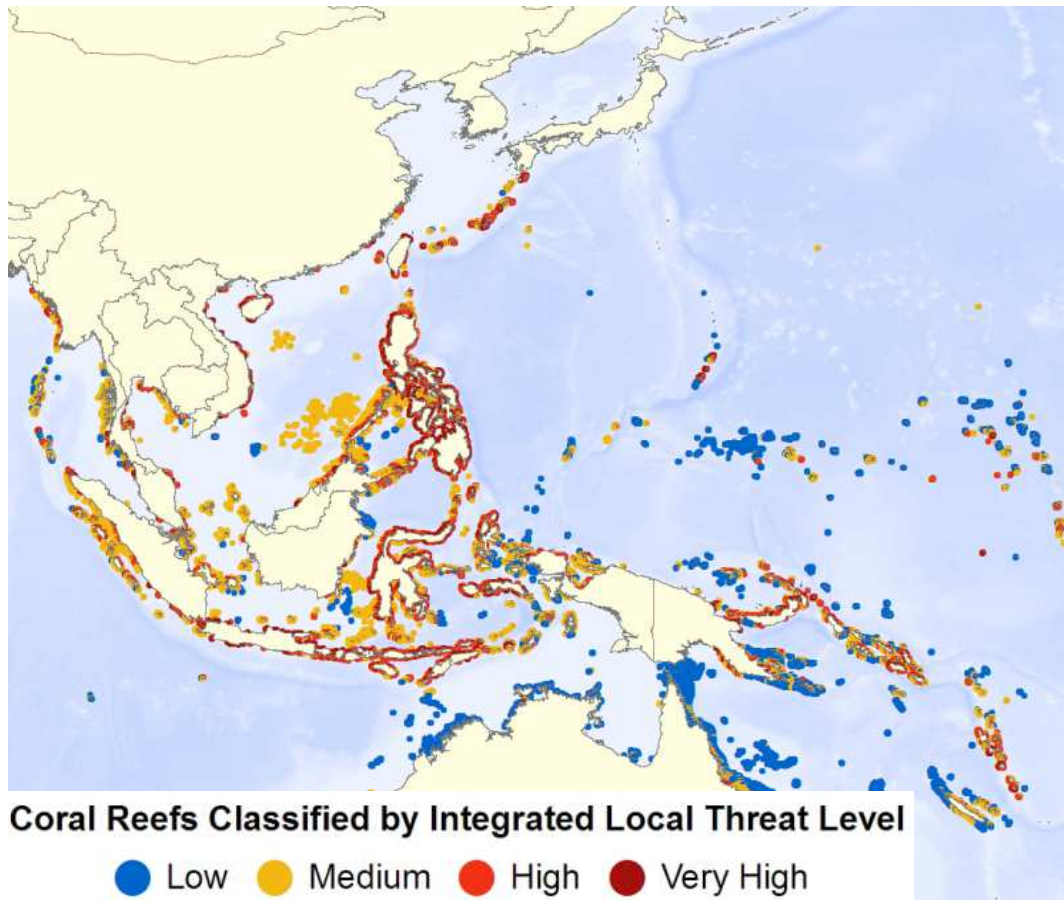 Coral Reefs Classified by Integrated Local Threat Level
Low Medium High Very High